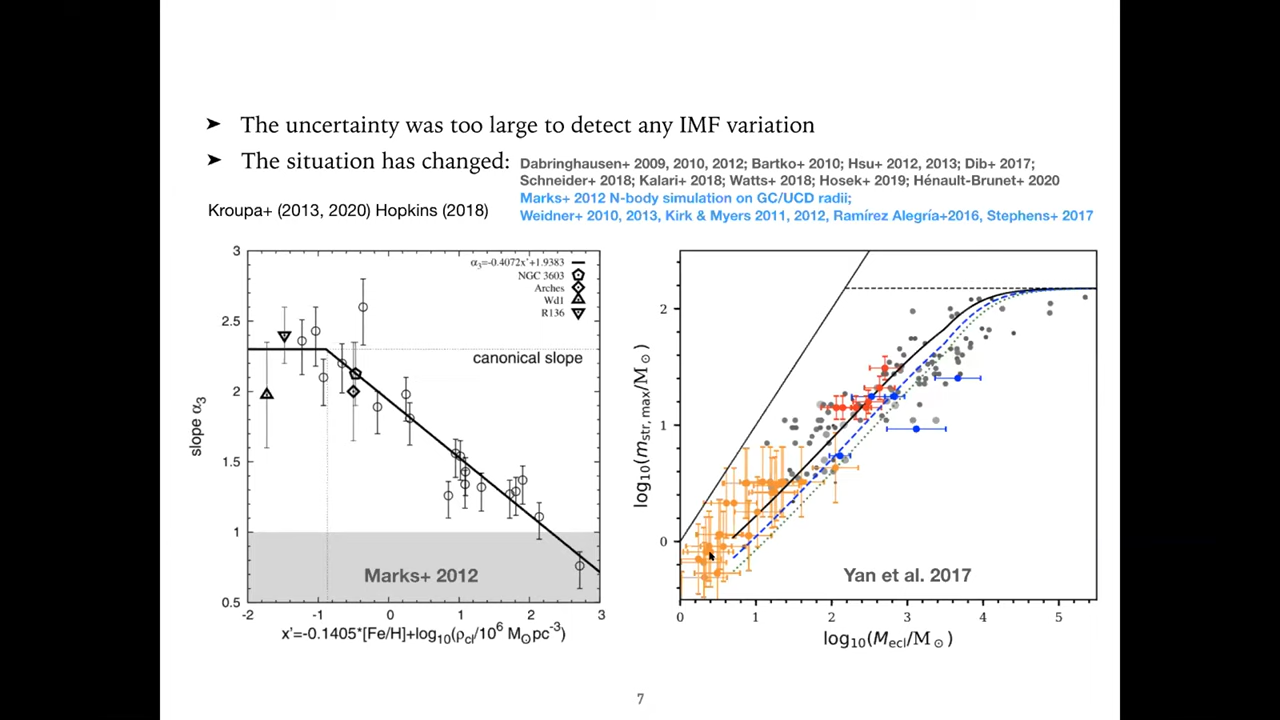 ➤ The uncertainty was too large to detect any IMF variation
➤ The situation has changed:
Dabringhausen+ 2009, 2010, 2012; Bartko+ 2010; Hsu+ 2012, 2013; Dib+ 2017;
Schneider+ 2018; Kalari+ 2018; Watts+ 2018; Hosek+ 2019; Hénault-Brunet+ 2020
Marks+ 2012 N-body simulation on GC/UCD radii;
Weidner+ 2010, 2013, Kirk & Myers 2011, 2012, Ramírez Alegría+2016, Stephens+ 2017
Kroupa+ (2013, 2020) Hopkins (2018)
3
2.5
2
1.5
1
0.5
slope α₃
α₃=-0.4072x'+1.9383
NGC 3603
Arches
Wd1
R136
canonical slope
Marks+ 2012
-2 -1 0 1 2 3
x'=-0.1405*[Fe/H]+log₁₀(ρcl/10⁶ M⊙pc⁻³)
2
1
0
log₁₀(mstr, max/M⊙)
Yan et al. 2017
0 1 2 3 4 5
log₁₀(Mecl/M⊙)
7